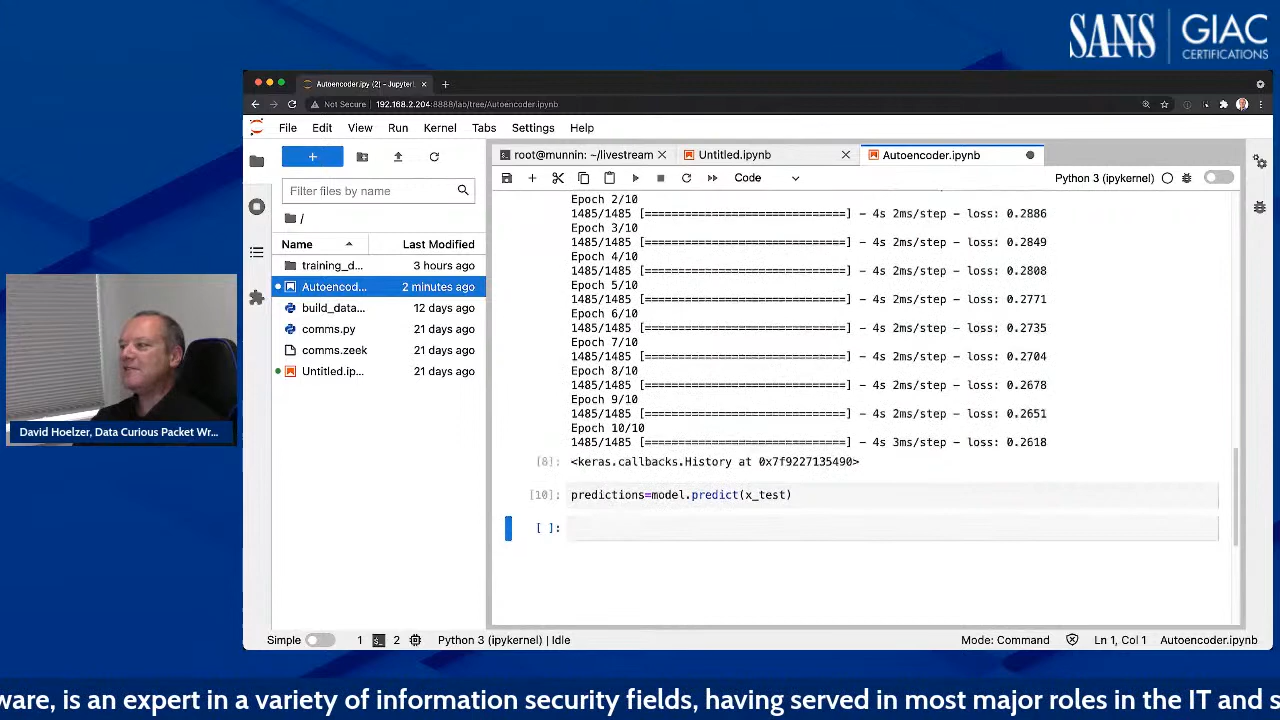 SANS GIAC
CERTIFICATIONS
Autoencoder.ipy (2) - JupyterL
Not Secure 192.168.2.204:8888/lab/tree/Autoencoder.ipynb
File Edit View Run Kernel Tabs Settings Help
root@munnin: ~/livestream Untitled.ipynb Autoencoder.ipynb
Code Python 3 (ipykernel)
Filter files by name
/
Name Last Modified
training_d... 3 hours ago
Autoencod... 2 minutes ago
build_data... 12 days ago
comms.py 21 days ago
comms.zeek 21 days ago
Untitled.ip... 21 days ago
Epoch 2/10
1485/1485 [==============================] - 4s 2ms/step - loss: 0.2886
Epoch 3/10
1485/1485 [==============================] - 4s 2ms/step - loss: 0.2849
Epoch 4/10
1485/1485 [==============================] - 4s 2ms/step - loss: 0.2808
Epoch 5/10
1485/1485 [==============================] - 4s 2ms/step - loss: 0.2771
Epoch 6/10
1485/1485 [==============================] - 4s 2ms/step - loss: 0.2735
Epoch 7/10
1485/1485 [==============================] - 4s 2ms/step - loss: 0.2704
Epoch 8/10
1485/1485 [==============================] - 4s 2ms/step - loss: 0.2678
Epoch 9/10
1485/1485 [==============================] - 4s 2ms/step - loss: 0.2651
Epoch 10/10
1485/1485 [==============================] - 4s 3ms/step - loss: 0.2618
[8]: <keras.callbacks.History at 0x7f9227135490>
[10]: predictions=model.predict(x_test)
[ ]:
David Hoelzer, Data Curious Packet Wr...
Simple 1 2 Python 3 (ipykernel) | Idle Mode: Command Ln 1, Col 1 Autoencoder.ipynb
ware, is an expert in a variety of information security fields, having served in most major roles in the IT and s